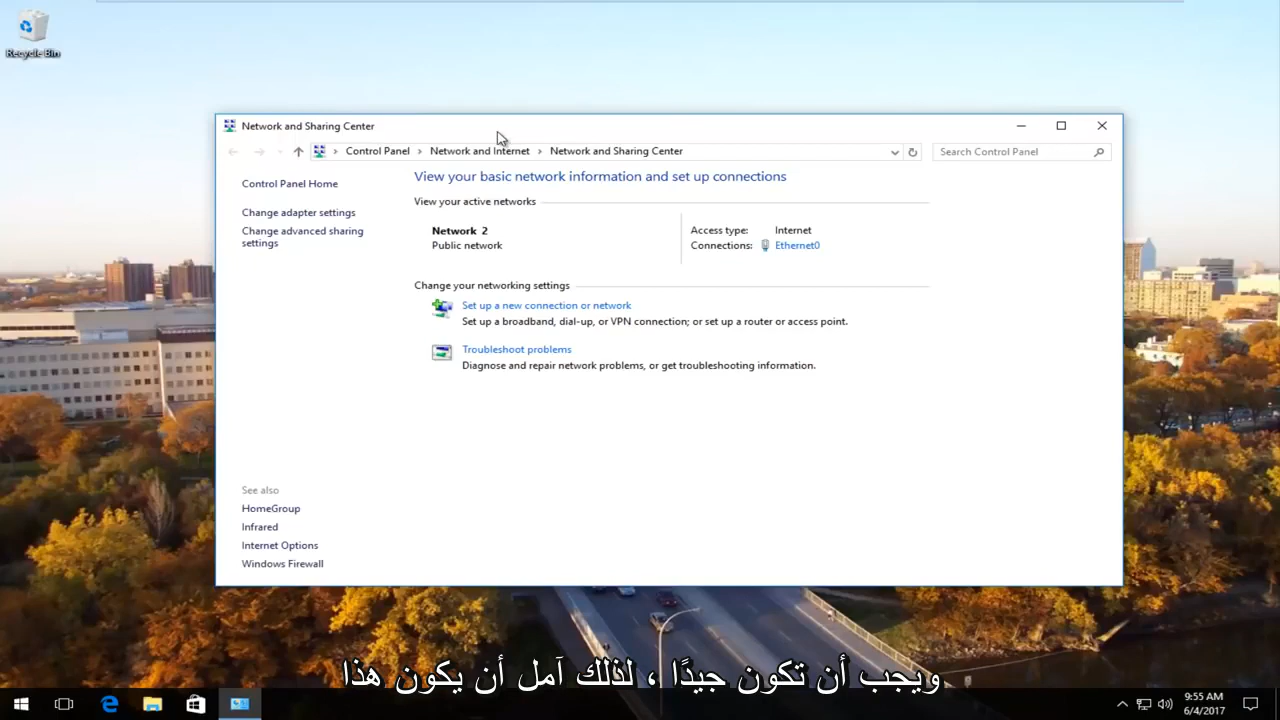 Recycle Bin
Network and Sharing Center
Control Panel › Network and Internet › Network and Sharing Center
Search Control Panel
Control Panel Home
Change adapter settings
Change advanced sharing
settings
View your basic network information and set up connections
View your active networks
Network 2
Public network
Access type: Internet
Connections: Ethernet0
Change your networking settings
Set up a new connection or network
Set up a broadband, dial-up, or VPN connection; or set up a router or access point.
Troubleshoot problems
Diagnose and repair network problems, or get troubleshooting information.
See also
HomeGroup
Infrared
Internet Options
Windows Firewall
ويجب أن تكون جيدًا ، لذلك آمل أن يكون هذا
9:55 AM
6/4/2017